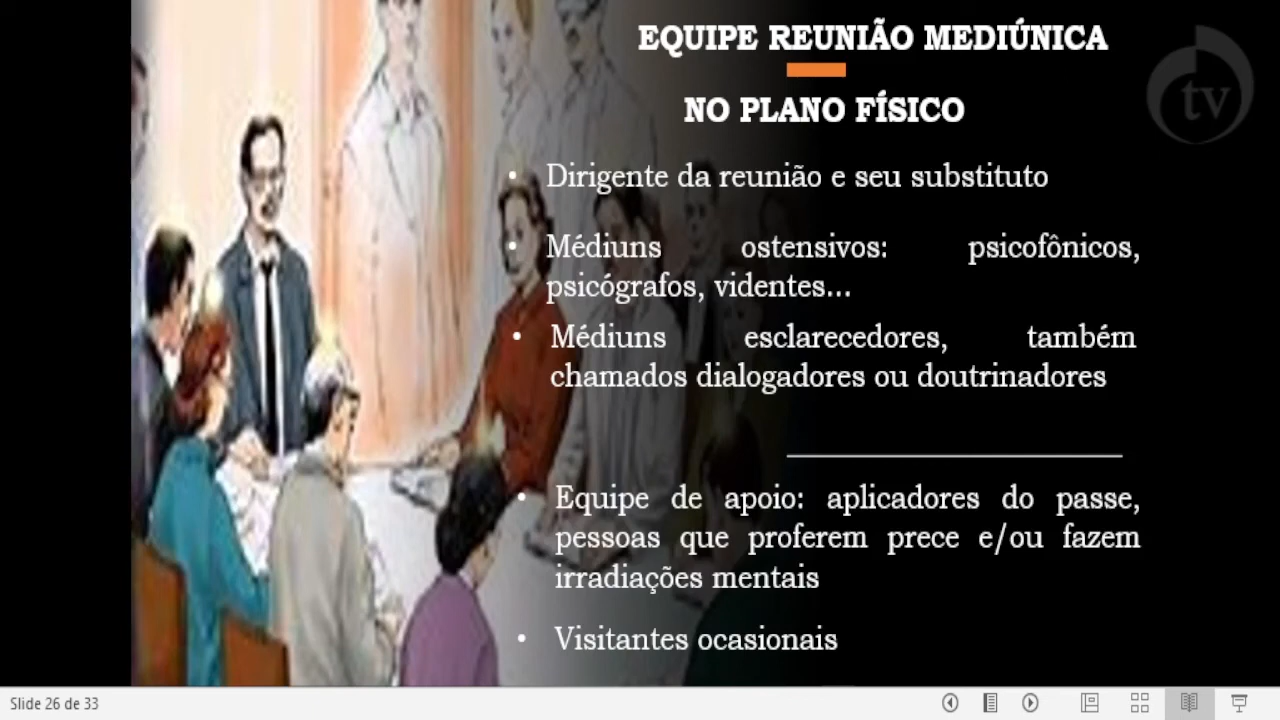 EQUIPE REUNIÃO MEDIÚNICA
tv
NO PLANO FÍSICO
• Dirigente da reunião e seu substituto
• Médiuns ostensivos: psicofônicos,
psicógrafos, videntes...
• Médiuns esclarecedores, também
chamados dialogadores ou doutrinadores
• Equipe de apoio: aplicadores do passe,
pessoas que proferem prece e/ou fazem
irradiações mentais
• Visitantes ocasionais
Slide 26 de 33